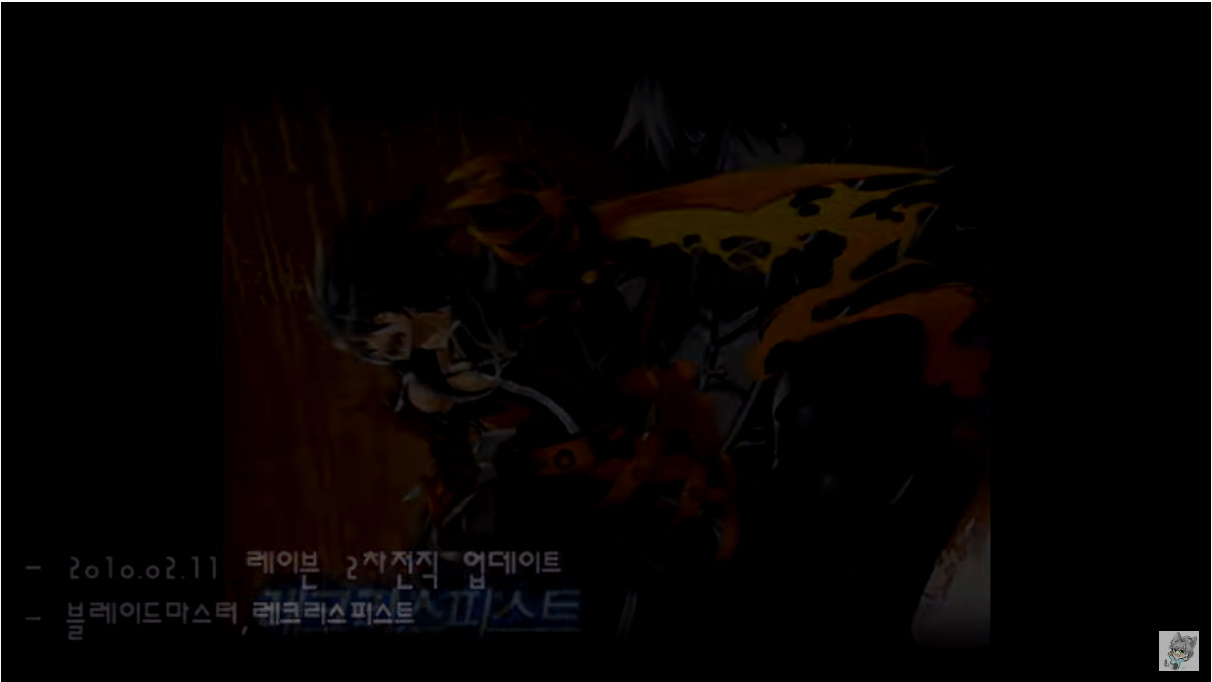 - 2010.02.11 레이븐 2차전직 업데이트
- 블레이드마스터, 렉크리스피스트